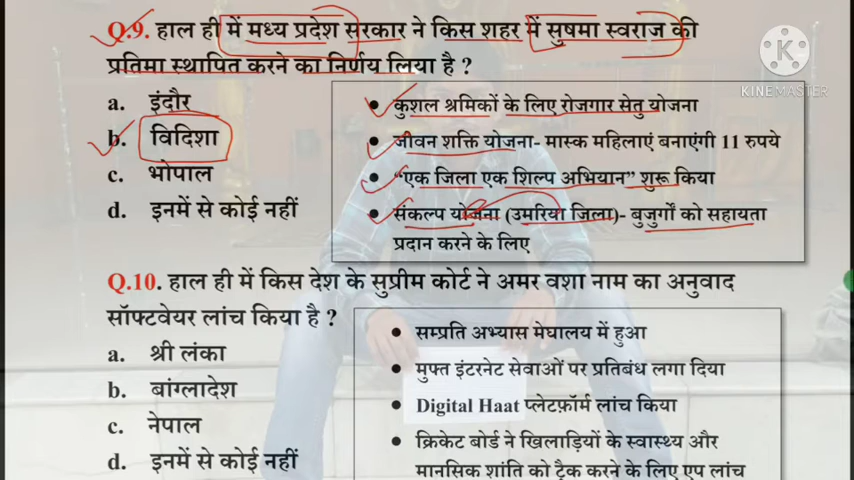 Q.9. हाल ही में मध्य प्रदेश सरकार ने किस शहर में सुषमा स्वराज की
प्रतिमा स्थापित करने का निर्णय लिया है ?
a. इंदौर
b. विदिशा
c. भोपाल
d. इनमें से कोई नहीं
• कुशल श्रमिकों के लिए रोजगार सेतु योजना
• जीवन शक्ति योजना- मास्क महिलाएं बनाएंगी 11 रुपये
• "एक जिला एक शिल्प अभियान" शुरू किया
• संकल्प योजना (उमरिया जिला)- बुजुर्गों को सहायता
प्रदान करने के लिए
KINEMASTER
Q.10. हाल ही में किस देश के सुप्रीम कोर्ट ने अमर वशा नाम का अनुवाद
सॉफ्टवेयर लांच किया है ?
a. श्री लंका
b. बांग्लादेश
c. नेपाल
d. इनमें से कोई नहीं
• सम्प्रति अभ्यास मेघालय में हुआ
• मुफ्त इंटरनेट सेवाओं पर प्रतिबंध लगा दिया
• Digital Haat प्लेटफ़ॉर्म लांच किया
• क्रिकेट बोर्ड ने खिलाड़ियों के स्वास्थ्य और
मानसिक शांति को ट्रैक करने के लिए एप लांच